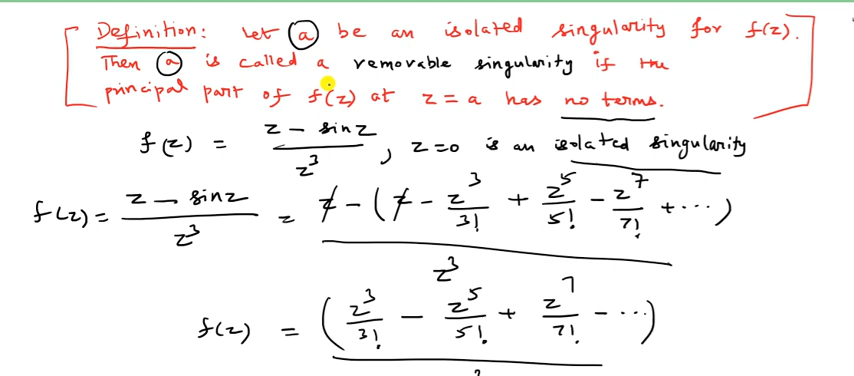 Definition: Let a be an isolated singularity for f(z).
Then a is called a removable singularity if the
principal part of f(z) at z = a has no terms.
f(z) = z - sinz / z³, z=0 is an isolated singularity
f(z) = z - sinz / z³ = z - (z - z³/3! + z⁵/5! - z⁷/7! + ...) / z³
f(z) = (z³/3! - z⁵/5! + z⁷/7! - ...)